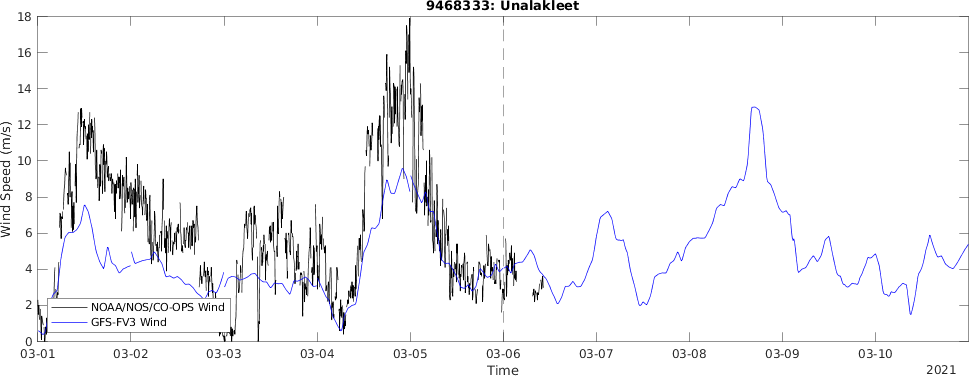 9468333: Unalakleet
Wind Speed (m/s)
18
16
14
12
10
8
6
4
2
0
NOAA/NOS/CO-OPS Wind
GFS-FV3 Wind
03-01 03-02 03-03 03-04 03-05 03-06 03-07 03-08 03-09 03-10
Time
2021